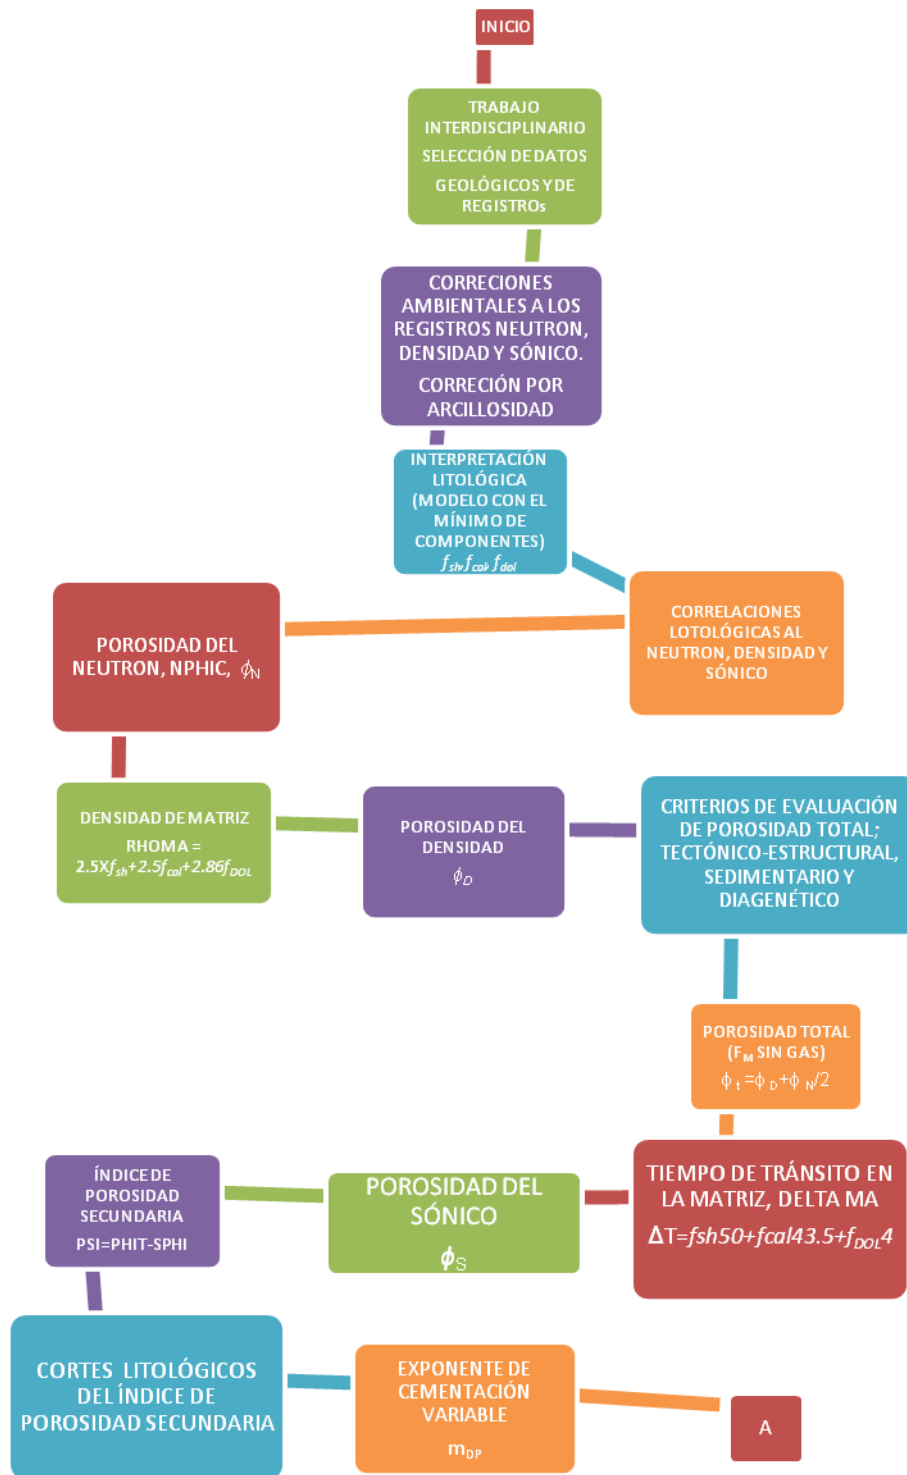 INICIO
TRABAJO
INTERDISCIPLINARIO
SELECCIÓN DE DATOS
GEOLÓGICOS Y DE
REGISTROs
CORRECIONES
AMBIENTALES A LOS
REGISTROS NEUTRON,
DENSIDAD Y SÓNICO.
CORRECIÓN POR
ARCILLOSIDAD
INTERPRETACIÓN
LITOLÓGICA
(MODELO CON EL
MÍNIMO DE
COMPONENTES)
fsh, fcal, fdol
CORRELACIONES
LOTOLÓGICAS AL
NEUTRON, DENSIDAD Y
SÓNICO
POROSIDAD DEL
NEUTRON, NPHIC, ϕN
DENSIDAD DE MATRIZ
RHOMA =
2.5Xfsh+2.5fcal+2.86fDOL
POROSIDAD DEL
DENSIDAD
ϕD
CRITERIOS DE EVALUACIÓN
DE POROSIDAD TOTAL;
TECTÓNICO-ESTRUCTURAL,
SEDIMENTARIO Y
DIAGENÉTICO
POROSIDAD TOTAL
(FM SIN GAS)
ϕ t =ϕ D+ϕ N/2
TIEMPO DE TRÁNSITO EN
LA MATRIZ, DELTA MA
ΔT=fsh50+fcal43.5+fDOL4
POROSIDAD DEL
SÓNICO
ϕS
ÍNDICE DE
POROSIDAD
SECUNDARIA
PSI=PHIT-SPHI
CORTES LITOLÓGICOS
DEL ÍNDICE DE
POROSIDAD SECUNDARIA
EXPONENTE DE
CEMENTACIÓN
VARIABLE
mDP
A